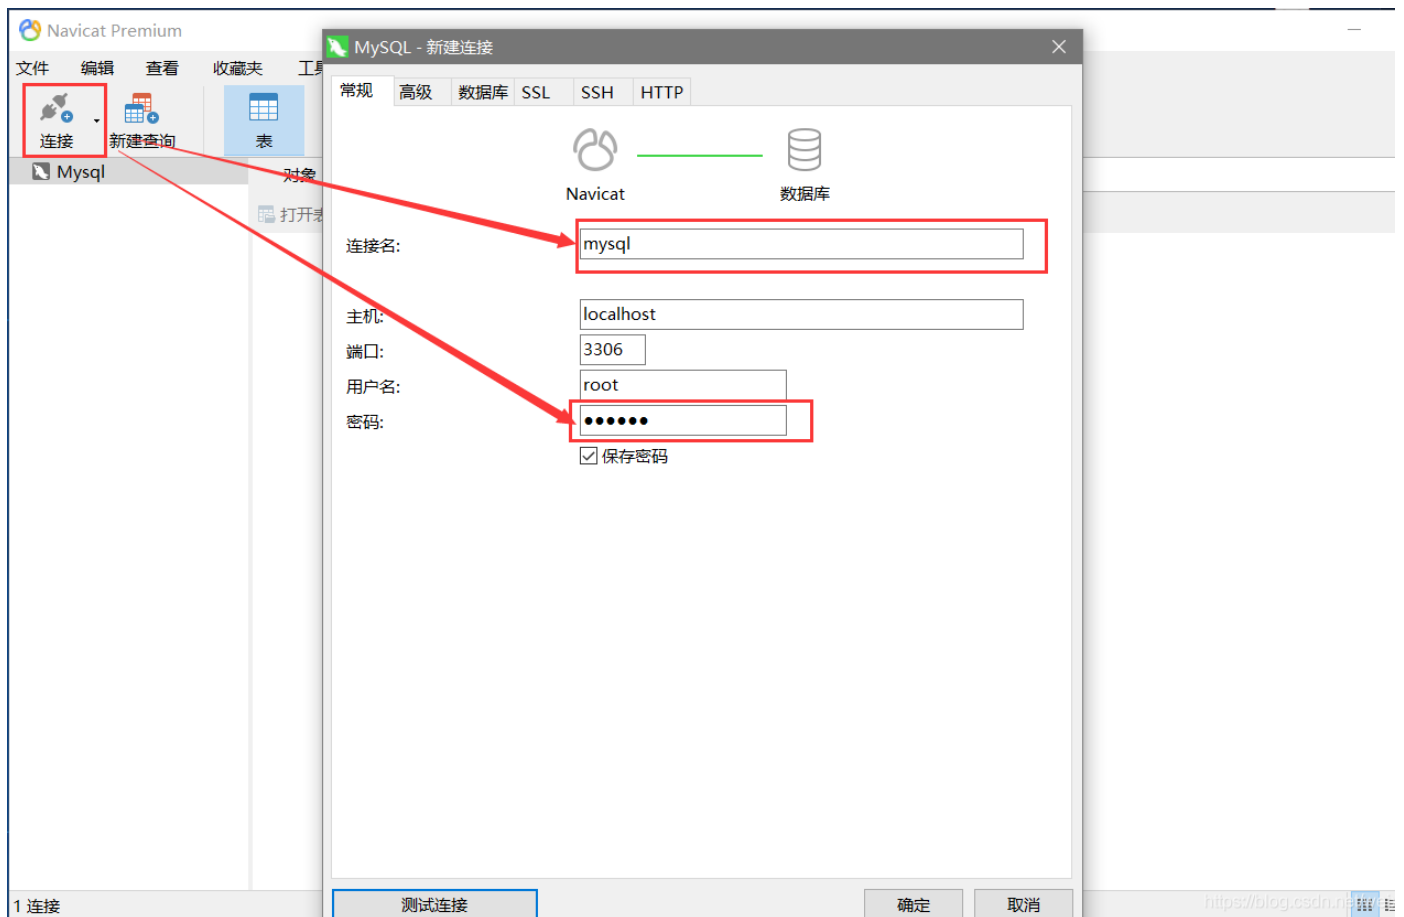 Navicat Premium
文件 编辑 查看 收藏夹
连接 新建查询 表
Mysql
对象
打开表
MySQL - 新建连接
常规 高级 数据库 SSL SSH HTTP
Navicat 数据库
连接名: mysql
主机: localhost
端口: 3306
用户名: root
密码: ●●●●●●
保存密码
测试连接 确定 取消
1 连接